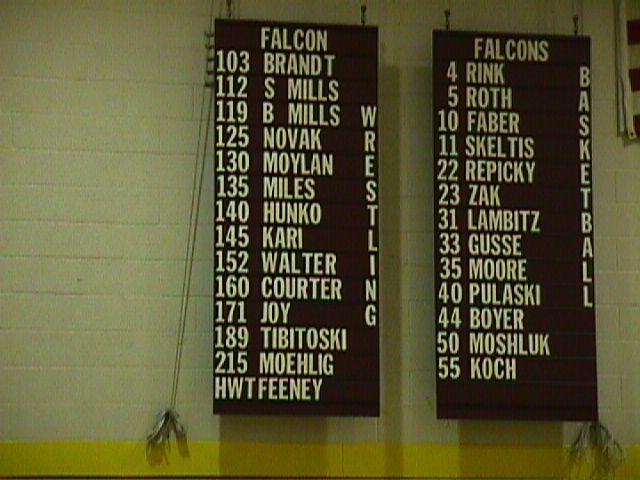 FALCON
103 BRANDT
112 S MILLS
119 B MILLS
125 NOVAK
130 MOYLAN
135 MILES
140 HUNKO
145 KARI
152 WALTER
160 COURTER
171 JOY
189 TIBITOSKI
215 MOEHLIG
HWT FEENEY
WRESTLING
FALCONS
4 RINK
5 ROTH
10 FABER
11 SKELTIS
22 REPICKY
23 ZAK
31 LAMBITZ
33 GUSSE
35 MOORE
40 PULASKI
44 BOYER
50 MOSHLUK
55 KOCH
BASKETBALL